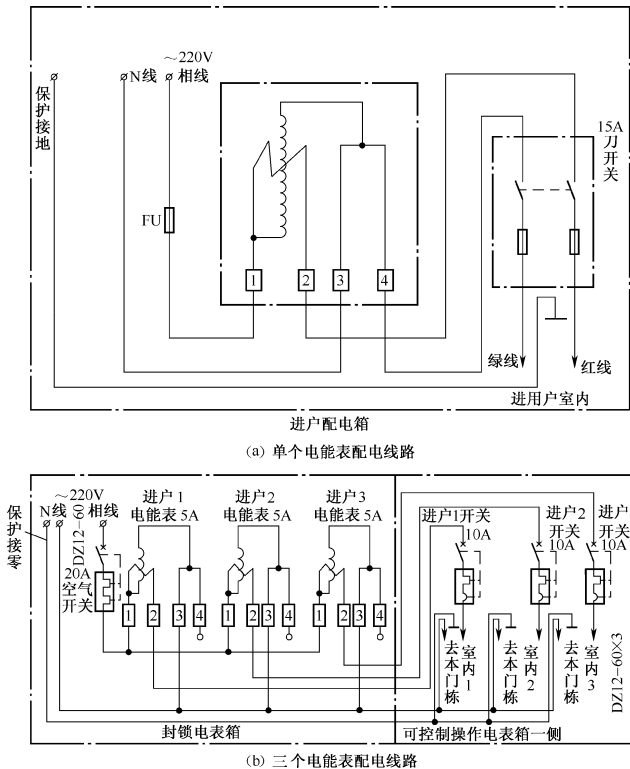 ～220V
N线 相线
保护接地
15A
刀开关
FU
1 2 3 4
绿线 红线
进用户室内
进户配电箱
(a) 单个电能表配电线路
保护接零
N线
～220V
相线
DZ12-60
20A
空气
开关
进户1
电能表5A
进户2
电能表5A
进户3
电能表5A
进户1开关
10A
进户2
开关
10A
进户
开关
10A
1 2 3 4
1 2 3 4
1 2 3 4
去本门栋
室内1
去本门栋
室内2
去本门栋
室内3
DZ12-60×3
封锁电表箱
可控制操作电表箱一侧
(b) 三个电能表配电线路